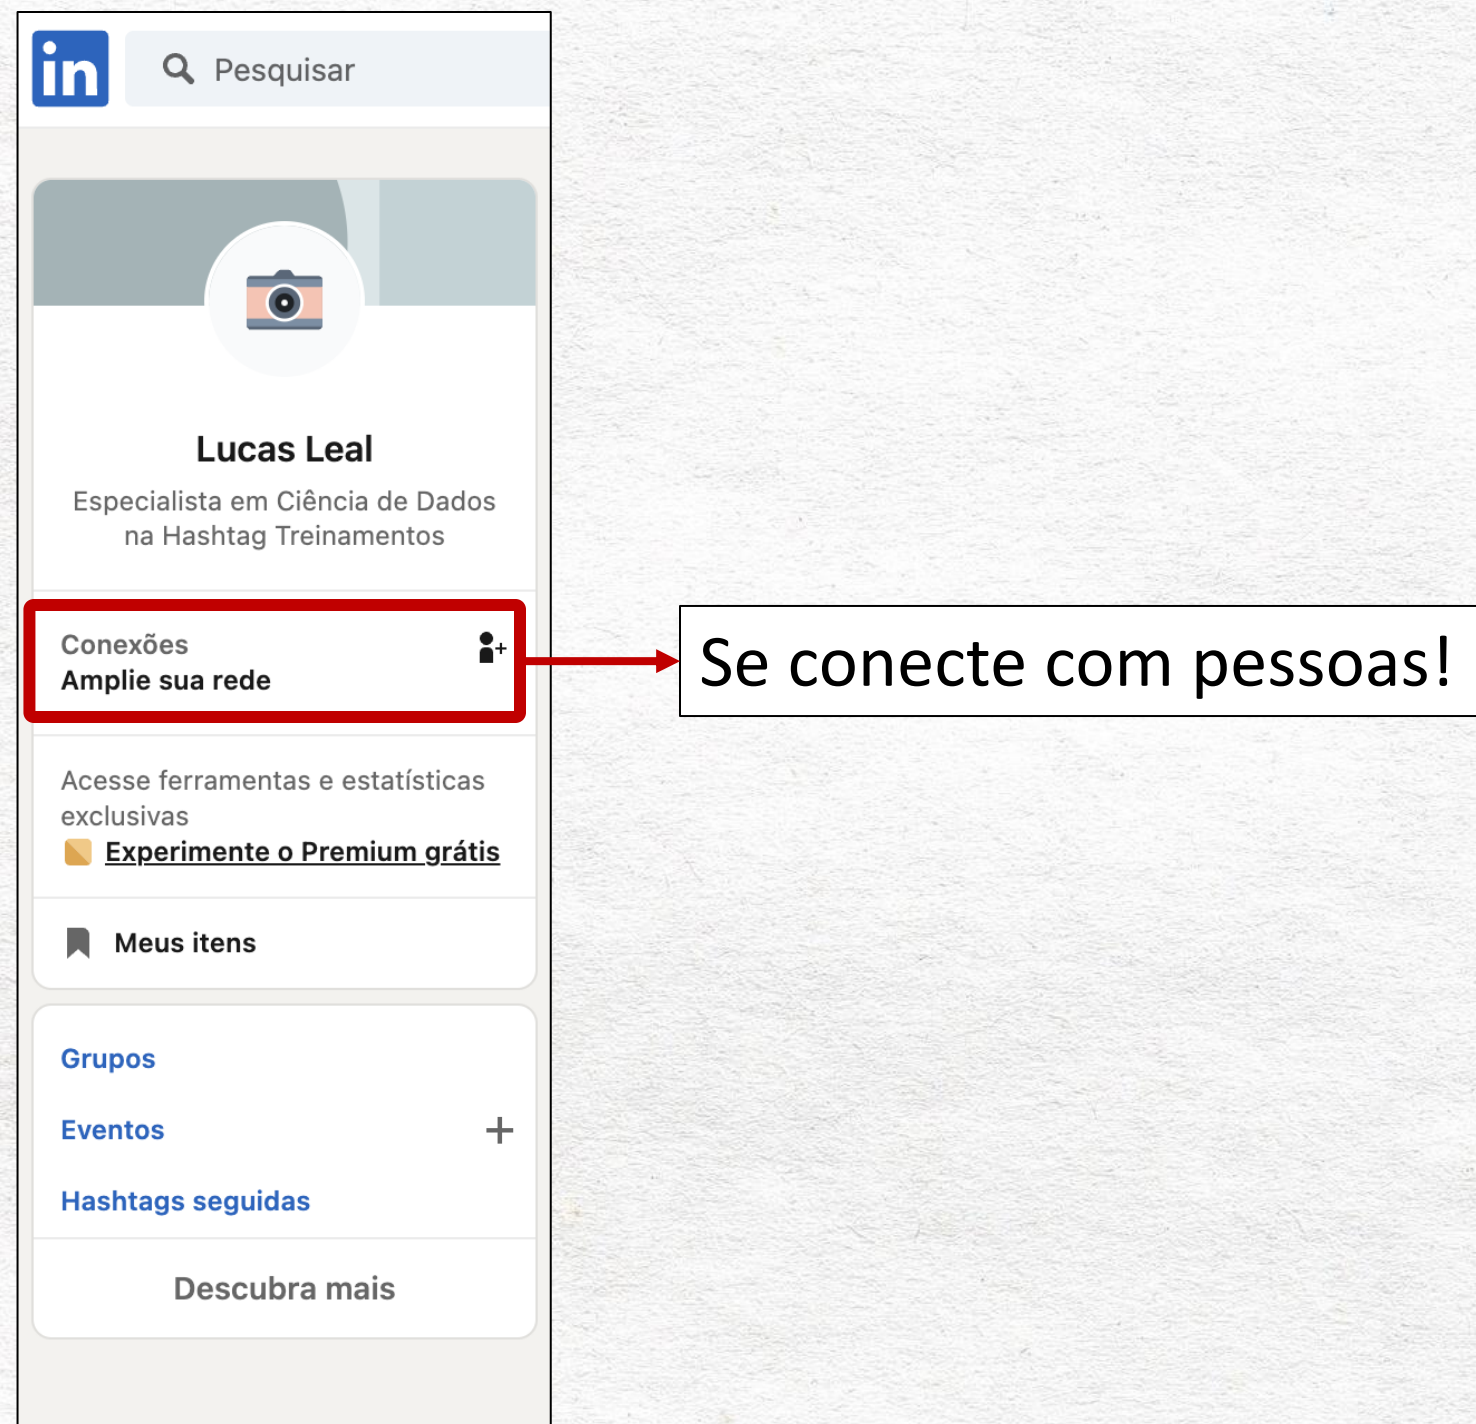 in
Pesquisar
Lucas Leal
Especialista em Ciência de Dados
na Hashtag Treinamentos
Conexões
Amplie sua rede
Se conecte com pessoas!
Acesse ferramentas e estatísticas
exclusivas
Experimente o Premium grátis
Meus itens
Grupos
Eventos
Hashtags seguidas
Descubra mais